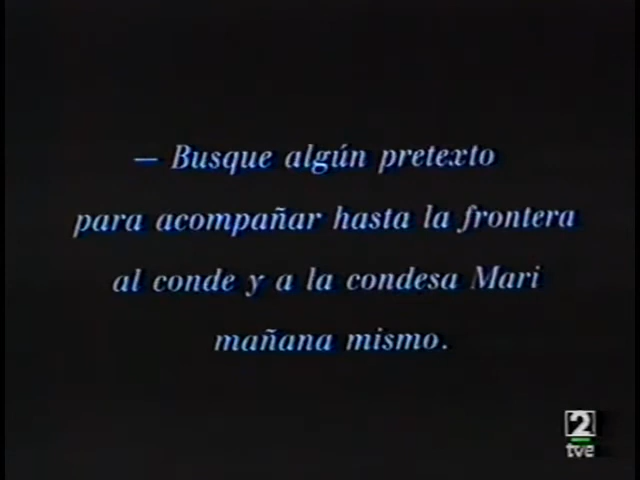 — Busque algún pretexto
para acompañar hasta la frontera
al conde y a la condesa Mari
mañana mismo.
2
tve